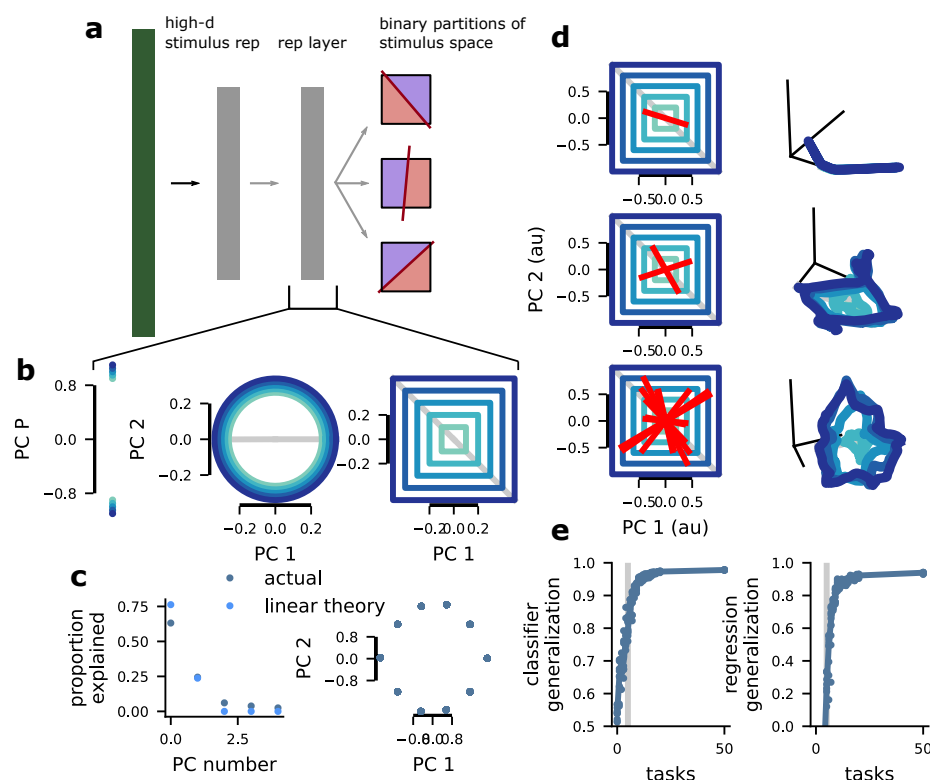 a
high-d
stimulus rep
rep layer
binary partitions of
stimulus space
b
PC P
0.8
0.0
−0.8
PC 2
0.2
0.0
−0.2
−0.2 0.0 0.2
PC 1
0.2
0.0
−0.2
−0.20.0 0.2
PC 1
c
actual
linear theory
proportion
explained
0.75
0.50
0.25
0.00
0.0 2.5
PC number
PC 2
0.8
0.0
−0.8
−0.80.00.8
PC 1
d
PC 2 (au)
0.5
0.0
−0.5
−0.50.0 0.5
0.5
0.0
−0.5
−0.50.0 0.5
0.5
0.0
−0.5
−0.50.0 0.5
PC 1 (au)
e
classifier
generalization
1.0
0.9
0.8
0.7
0.6
0.5
0 50
tasks
regression
generalization
1.0
0.8
0.6
0.4
0.2
0.0
0 50
tasks